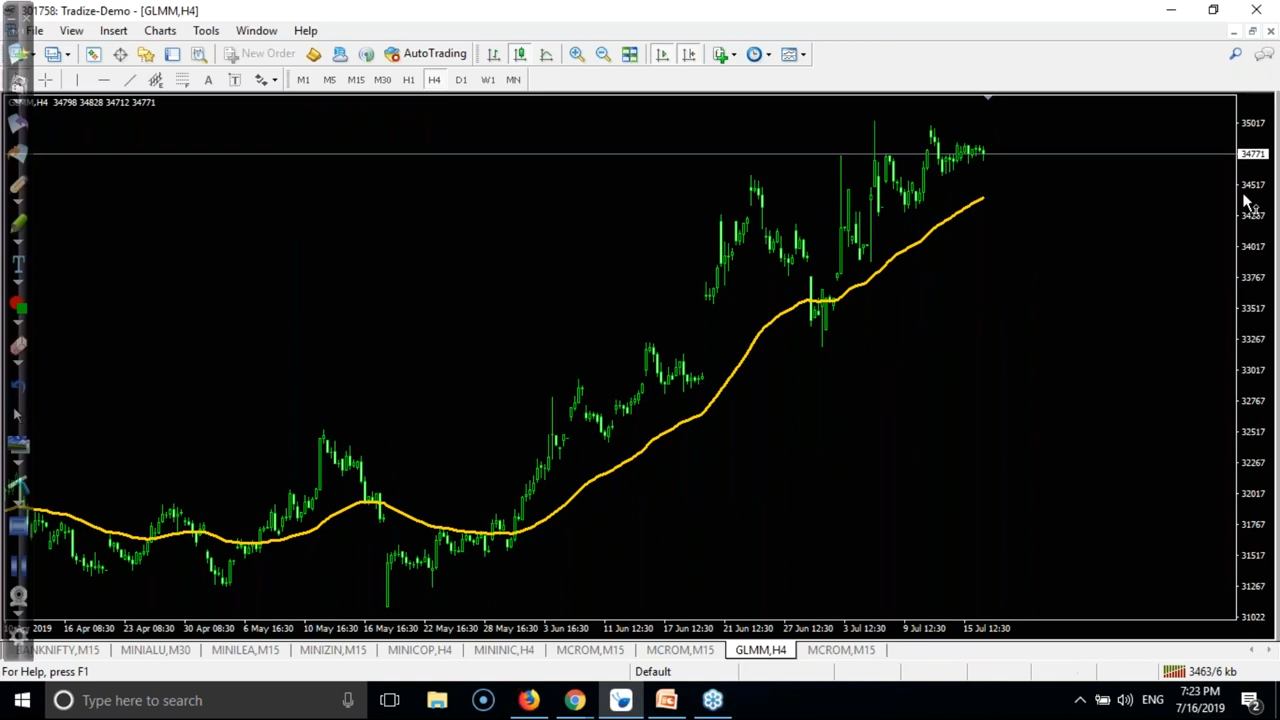 301758: Tradize-Demo - [GLMM,H4]
File View Insert Charts Tools Window Help
New Order AutoTrading
A T M1 M5 M15 M30 H1 H4 D1 W1 MN
34798 34828 34712 34771
35017
34771
34517
34267
34017
33767
33517
33267
33017
32767
32517
32267
32017
31767
31517
31267
31022
2019 16 Apr 08:30 23 Apr 08:30 30 Apr 08:30 6 May 16:30 10 May 16:30 16 May 16:30 22 May 16:30 28 May 16:30 3 Jun 16:30 11 Jun 12:30 17 Jun 12:30 21 Jun 12:30 27 Jun 12:30 3 Jul 16:30 9 Jul 12:30 15 Jul 12:30
BANKNIFTY,M15 MINIALU,M30 MINILEA,M15 MINIZIN,M15 MINICOP,H4 MININIC,H4 MCROM,M15 MCROM,M15 GLMM,H4 MCROM,M15
For Help, press F1 Default 3463/6 kb
Type here to search ENG 7:23 PM
7/16/2019 2